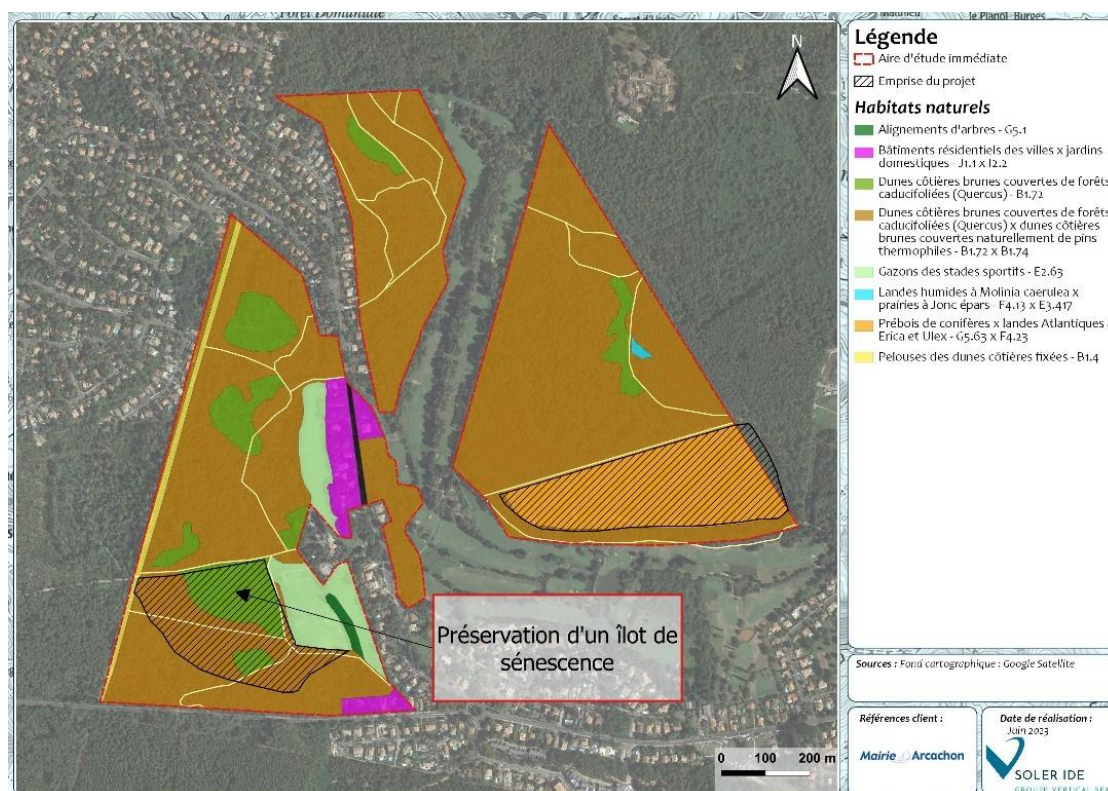 Forêt Domaniale
le Planol Burgès
N
Légende
Aire d'étude immédiate
Emprise du projet
Habitats naturels
Alignements d'arbres - G5.1
Bâtiments résidentiels des villes x jardins
domestiques - J1.1 x I2.2
Dunes côtières brunes couvertes de forêts
caducifoliées (Quercus) - B1.72
Dunes côtières brunes couvertes de forêts
caducifoliées (Quercus) x dunes côtières
brunes couvertes naturellement de pins
thermophiles - B1.72 x B1.74
Gazons des stades sportifs - E2.63
Landes humides à Molinia caerulea x
prairies à Jonc épars - F4.13 x E3.417
Prébois de conifères x landes Atlantiques
Erica et Ulex - G5.63 x F4.23
Pelouses des dunes côtières fixées - B1.4
Préservation d'un îlot de
sénescence
0 100 200 m
Sources : Fond cartographique : Google Satellite
Références client :
Mairie Arcachon
Date de réalisation :
Juin 2023
SOLER IDE
GROUPE VERTICAL SEA